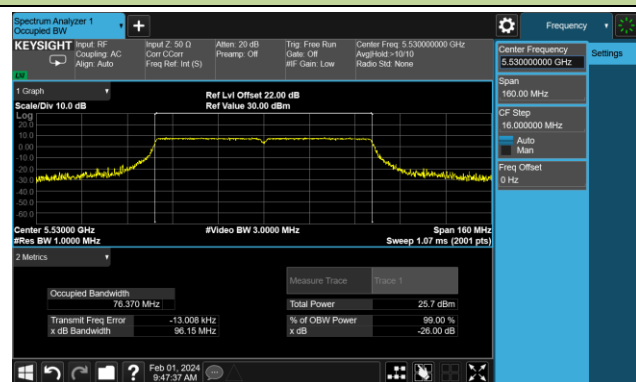 Spectrum Analyzer 1
Occupied BW
+
Frequency
KEYSIGHT
Input: RF
Coupling: AC
Align: Auto
Input Z: 50 Ω
Corr CCorr
Freq Ref: Int (S)
Atten: 20 dB
Preamp: Off
Trig: Free Run
Gate: Off
#IF Gain: Low
Center Freq: 5.530000000 GHz
Avg|Hold:>10/10
Radio Std: None
Center Frequency
5.530000000 GHz
Settings
Span
160.00 MHz
CF Step
16.000000 MHz
Auto
Man
Freq Offset
0 Hz
1 Graph
Scale/Div 10.0 dB
Ref Lvl Offset 22.00 dB
Ref Value 30.00 dBm
Log
20.0
10.0
0.00
-10.0
-20.0
-30.0
-40.0
-50.0
-60.0
Center 5.53000 GHz
#Res BW 1.0000 MHz
#Video BW 3.0000 MHz
Span 160 MHz
Sweep 1.07 ms (2001 pts)
2 Metrics
Measure Trace
Trace 1
Occupied Bandwidth
76.370 MHz
Total Power
25.7 dBm
Transmit Freq Error
-13.008 kHz
% of OBW Power
99.00 %
x dB Bandwidth
96.15 MHz
x dB
-26.00 dB
Feb 01, 2024
9:47:37 AM